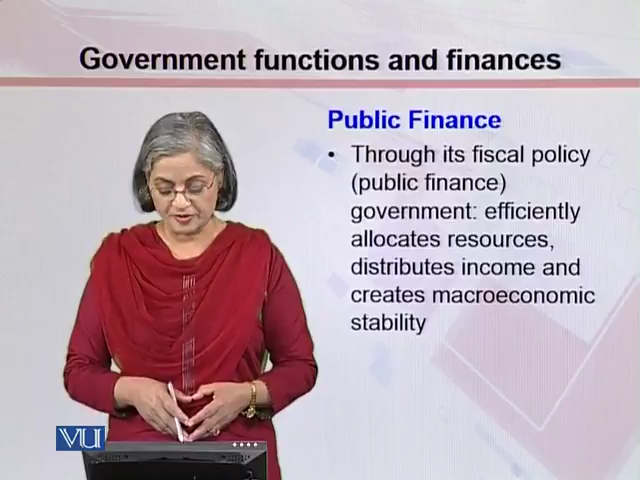 Government functions and finances
Public Finance
• Through its fiscal policy
(public finance)
government: efficiently
allocates resources,
distributes income and
creates macroeconomic
stability
VU